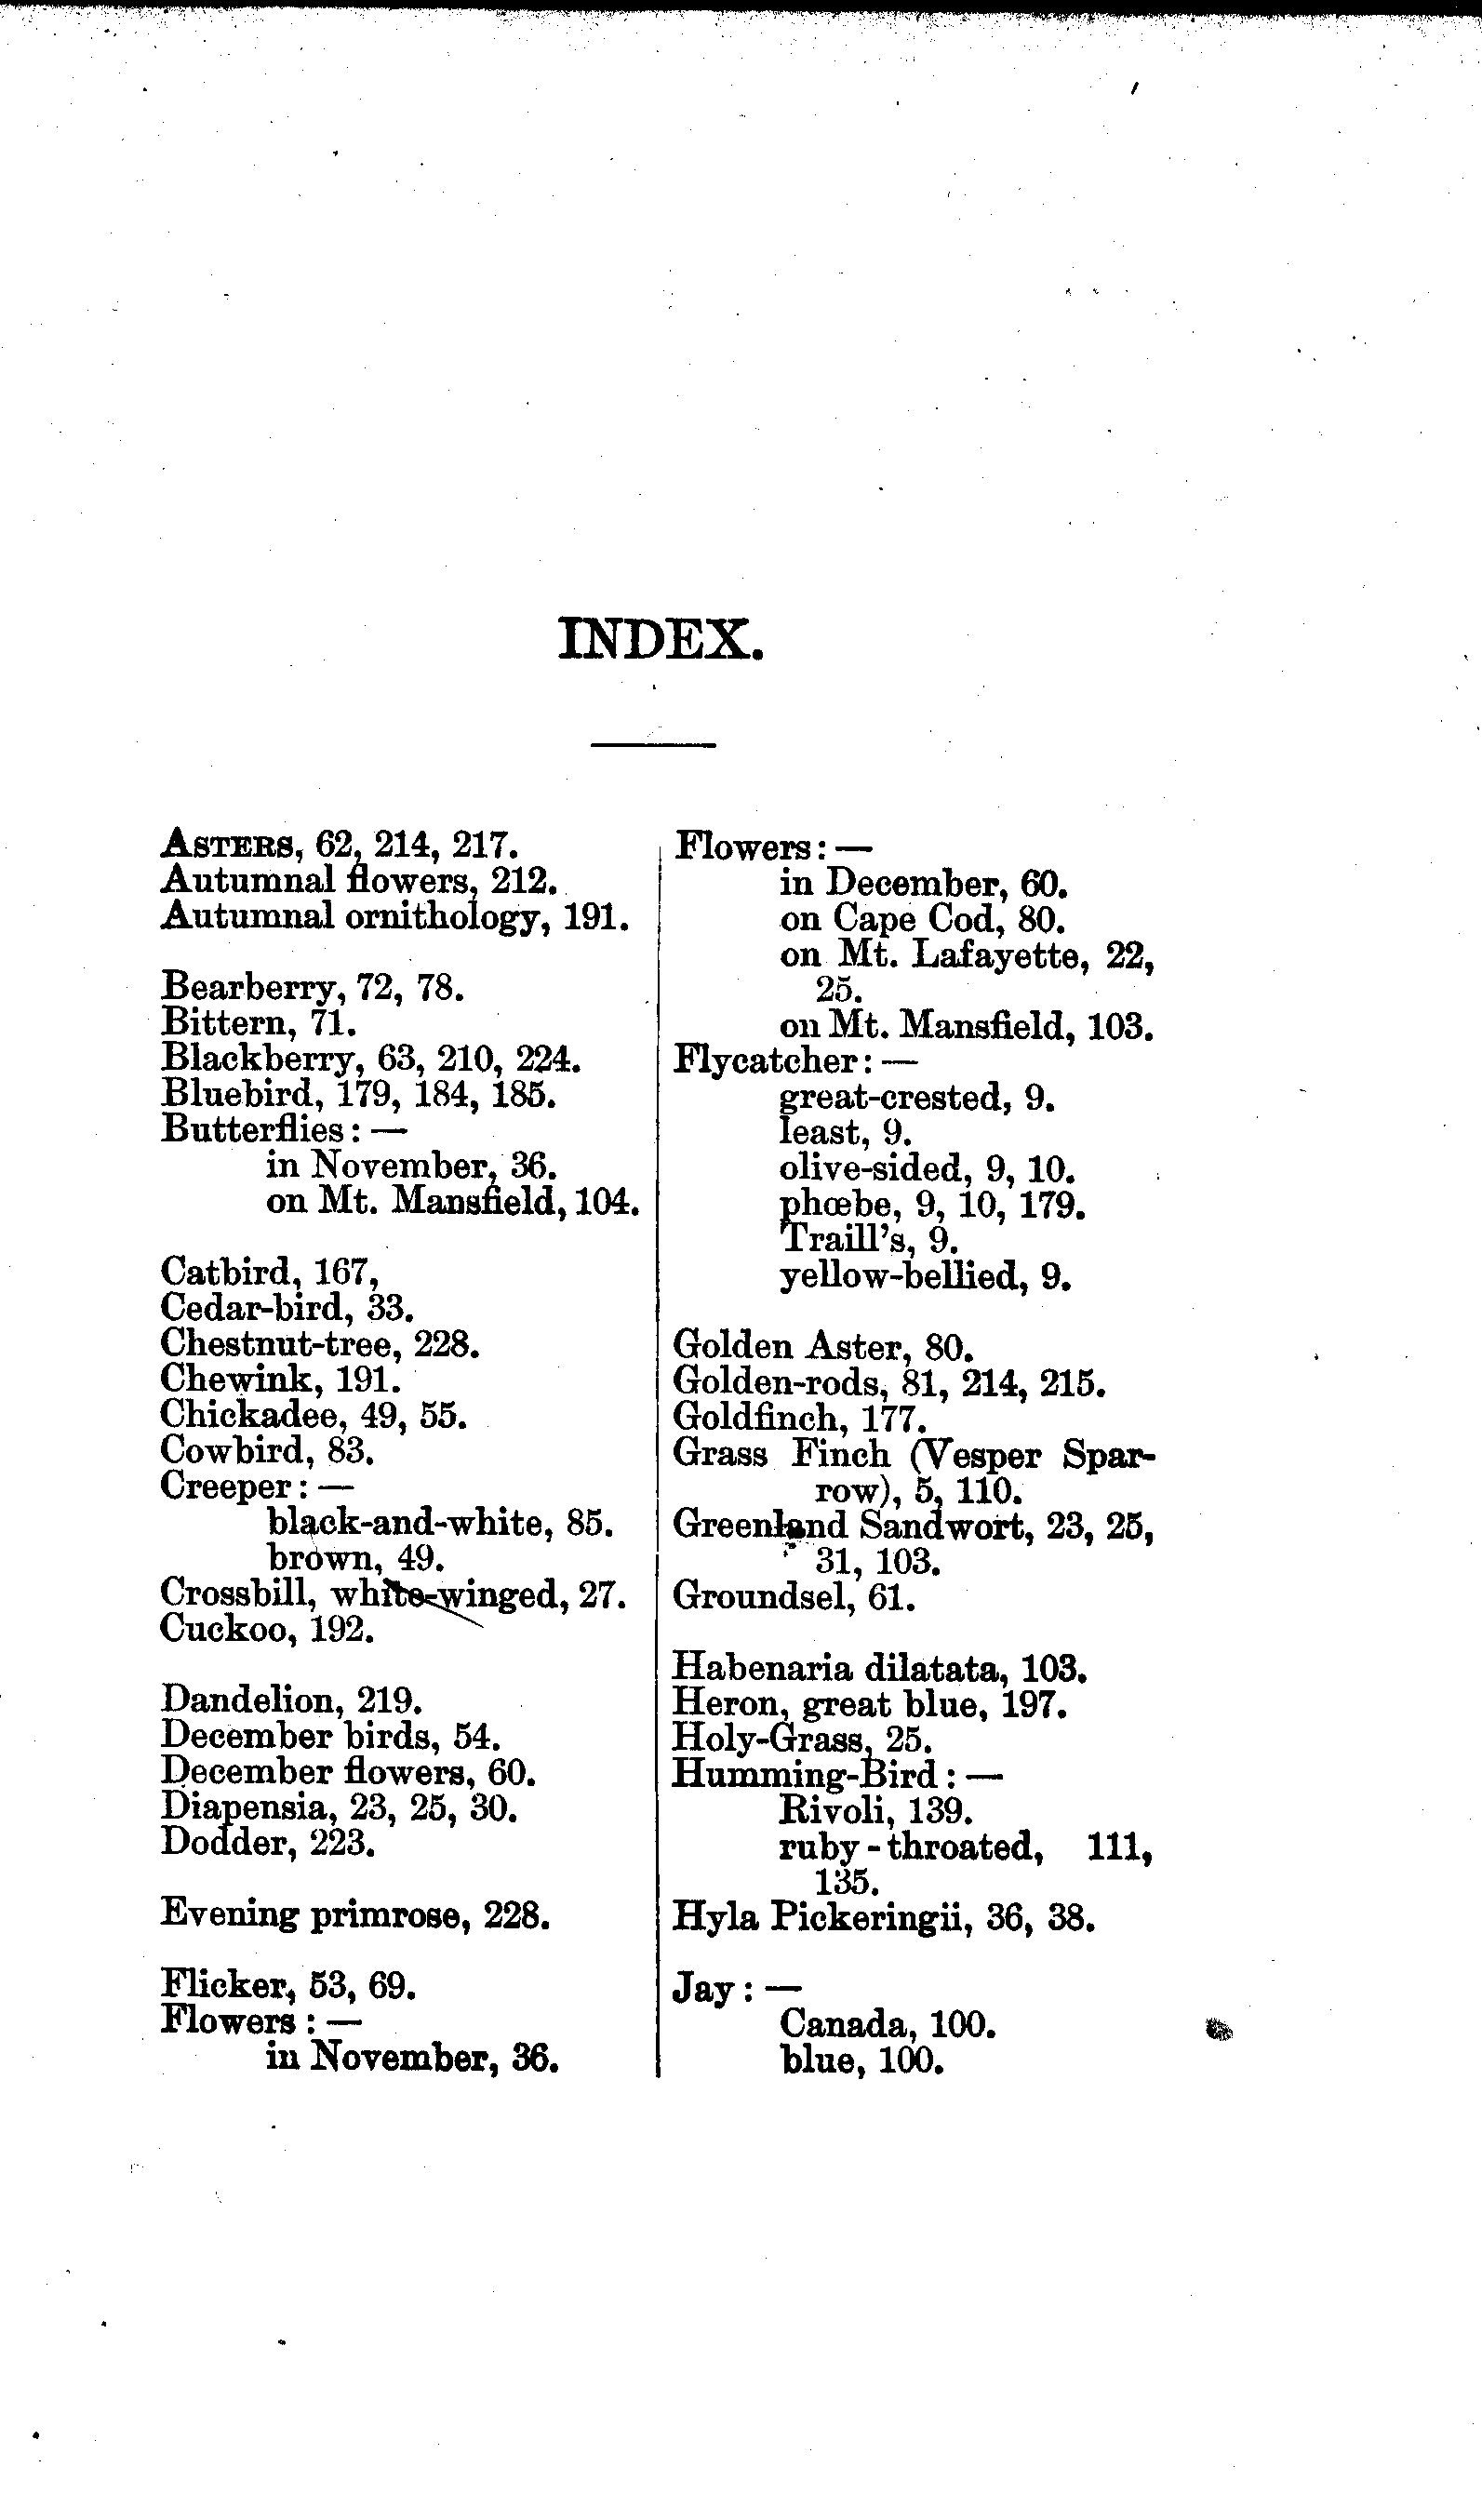 INDEX.
ASTERS, 62, 214, 217.
Autumnal flowers, 212.
Autumnal ornithology, 191.
Bearberry, 72, 78.
Bittern, 71.
Blackberry, 63, 210, 224.
Bluebird, 179, 184, 185.
Butterflies: —
in November, 36.
on Mt. Mansfield, 104.
Catbird, 167,
Cedar-bird, 33.
Chestnut-tree, 228.
Chewink, 191.
Chickadee, 49, 55.
Cowbird, 83.
Creeper: —
black-and-white, 85.
brown, 49.
Crossbill, white-winged, 27.
Cuckoo, 192.
Dandelion, 219.
December birds, 54.
December flowers, 60.
Diapensia, 23, 25, 30.
Dodder, 223.
Evening primrose, 228.
Flicker, 53, 69.
Flowers: —
in November, 36.
Flowers: —
in December, 60.
on Cape Cod, 80.
on Mt. Lafayette, 22,
25.
on Mt. Mansfield, 103.
Flycatcher: —
great-crested, 9.
least, 9.
olive-sided, 9, 10.
phœbe, 9, 10, 179.
Traill's, 9.
yellow-bellied, 9.
Golden Aster, 80.
Golden-rods, 81, 214, 215.
Goldfinch, 177.
Grass Finch (Vesper Spar-
row), 5, 110.
Greenland Sandwort, 23, 25,
31, 103.
Groundsel, 61.
Habenaria dilatata, 103.
Heron, great blue, 197.
Holy-Grass, 25.
Humming-Bird: —
Rivoli, 139.
ruby-throated, 111,
135.
Hyla Pickeringii, 36, 38.
Jay: —
Canada, 100.
blue, 100.